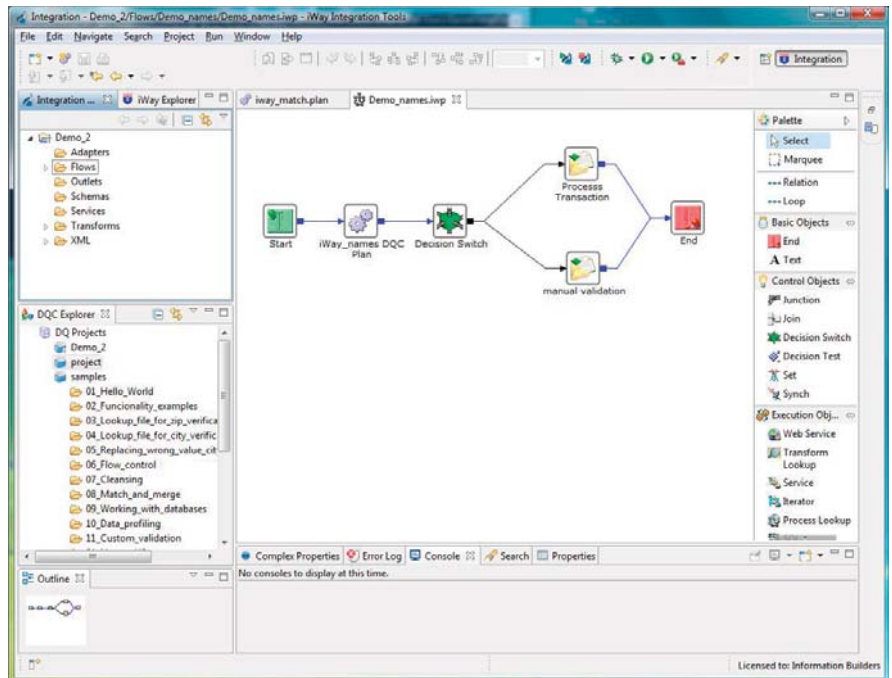 Integration - Demo_2/Flows/Demo_names/Demo_names.iwp - iWay Integration Tools
File Edit Navigate Search Project Run Window Help
Integration
Integration ...
iWay Explorer
Demo_2
Adapters
Flows
Outlets
Schemas
Services
Transforms
XML
DQC Explorer
DQ Projects
Demo_2
project
samples
01_Hello_World
02_Funcionality_examples
03_Lookup_file_for_zip_verifica
04_Lookup_file_for_city_verific
05_Replacing_wrong_value_cit
06_Flow_control
07_Cleansing
08_Match_and_merge
09_Working_with_databases
10_Data_profiling
11_Custom_validation
Outline
iway_match.plan
Demo_names.iwp
Start
iWay_names DQC
Plan
Decision Switch
Processs
Transaction
manual validation
End
Palette
Select
Marquee
Relation
Loop
Basic Objects
End
A Text
Control Objects
Junction
Join
Decision Switch
Decision Test
Set
Synch
Execution Obj...
Web Service
Transform
Lookup
Service
Iterator
Process Lookup
Complex Properties
Error Log
Console
Search
Properties
No consoles to display at this time.
Licensed to: Information Builders